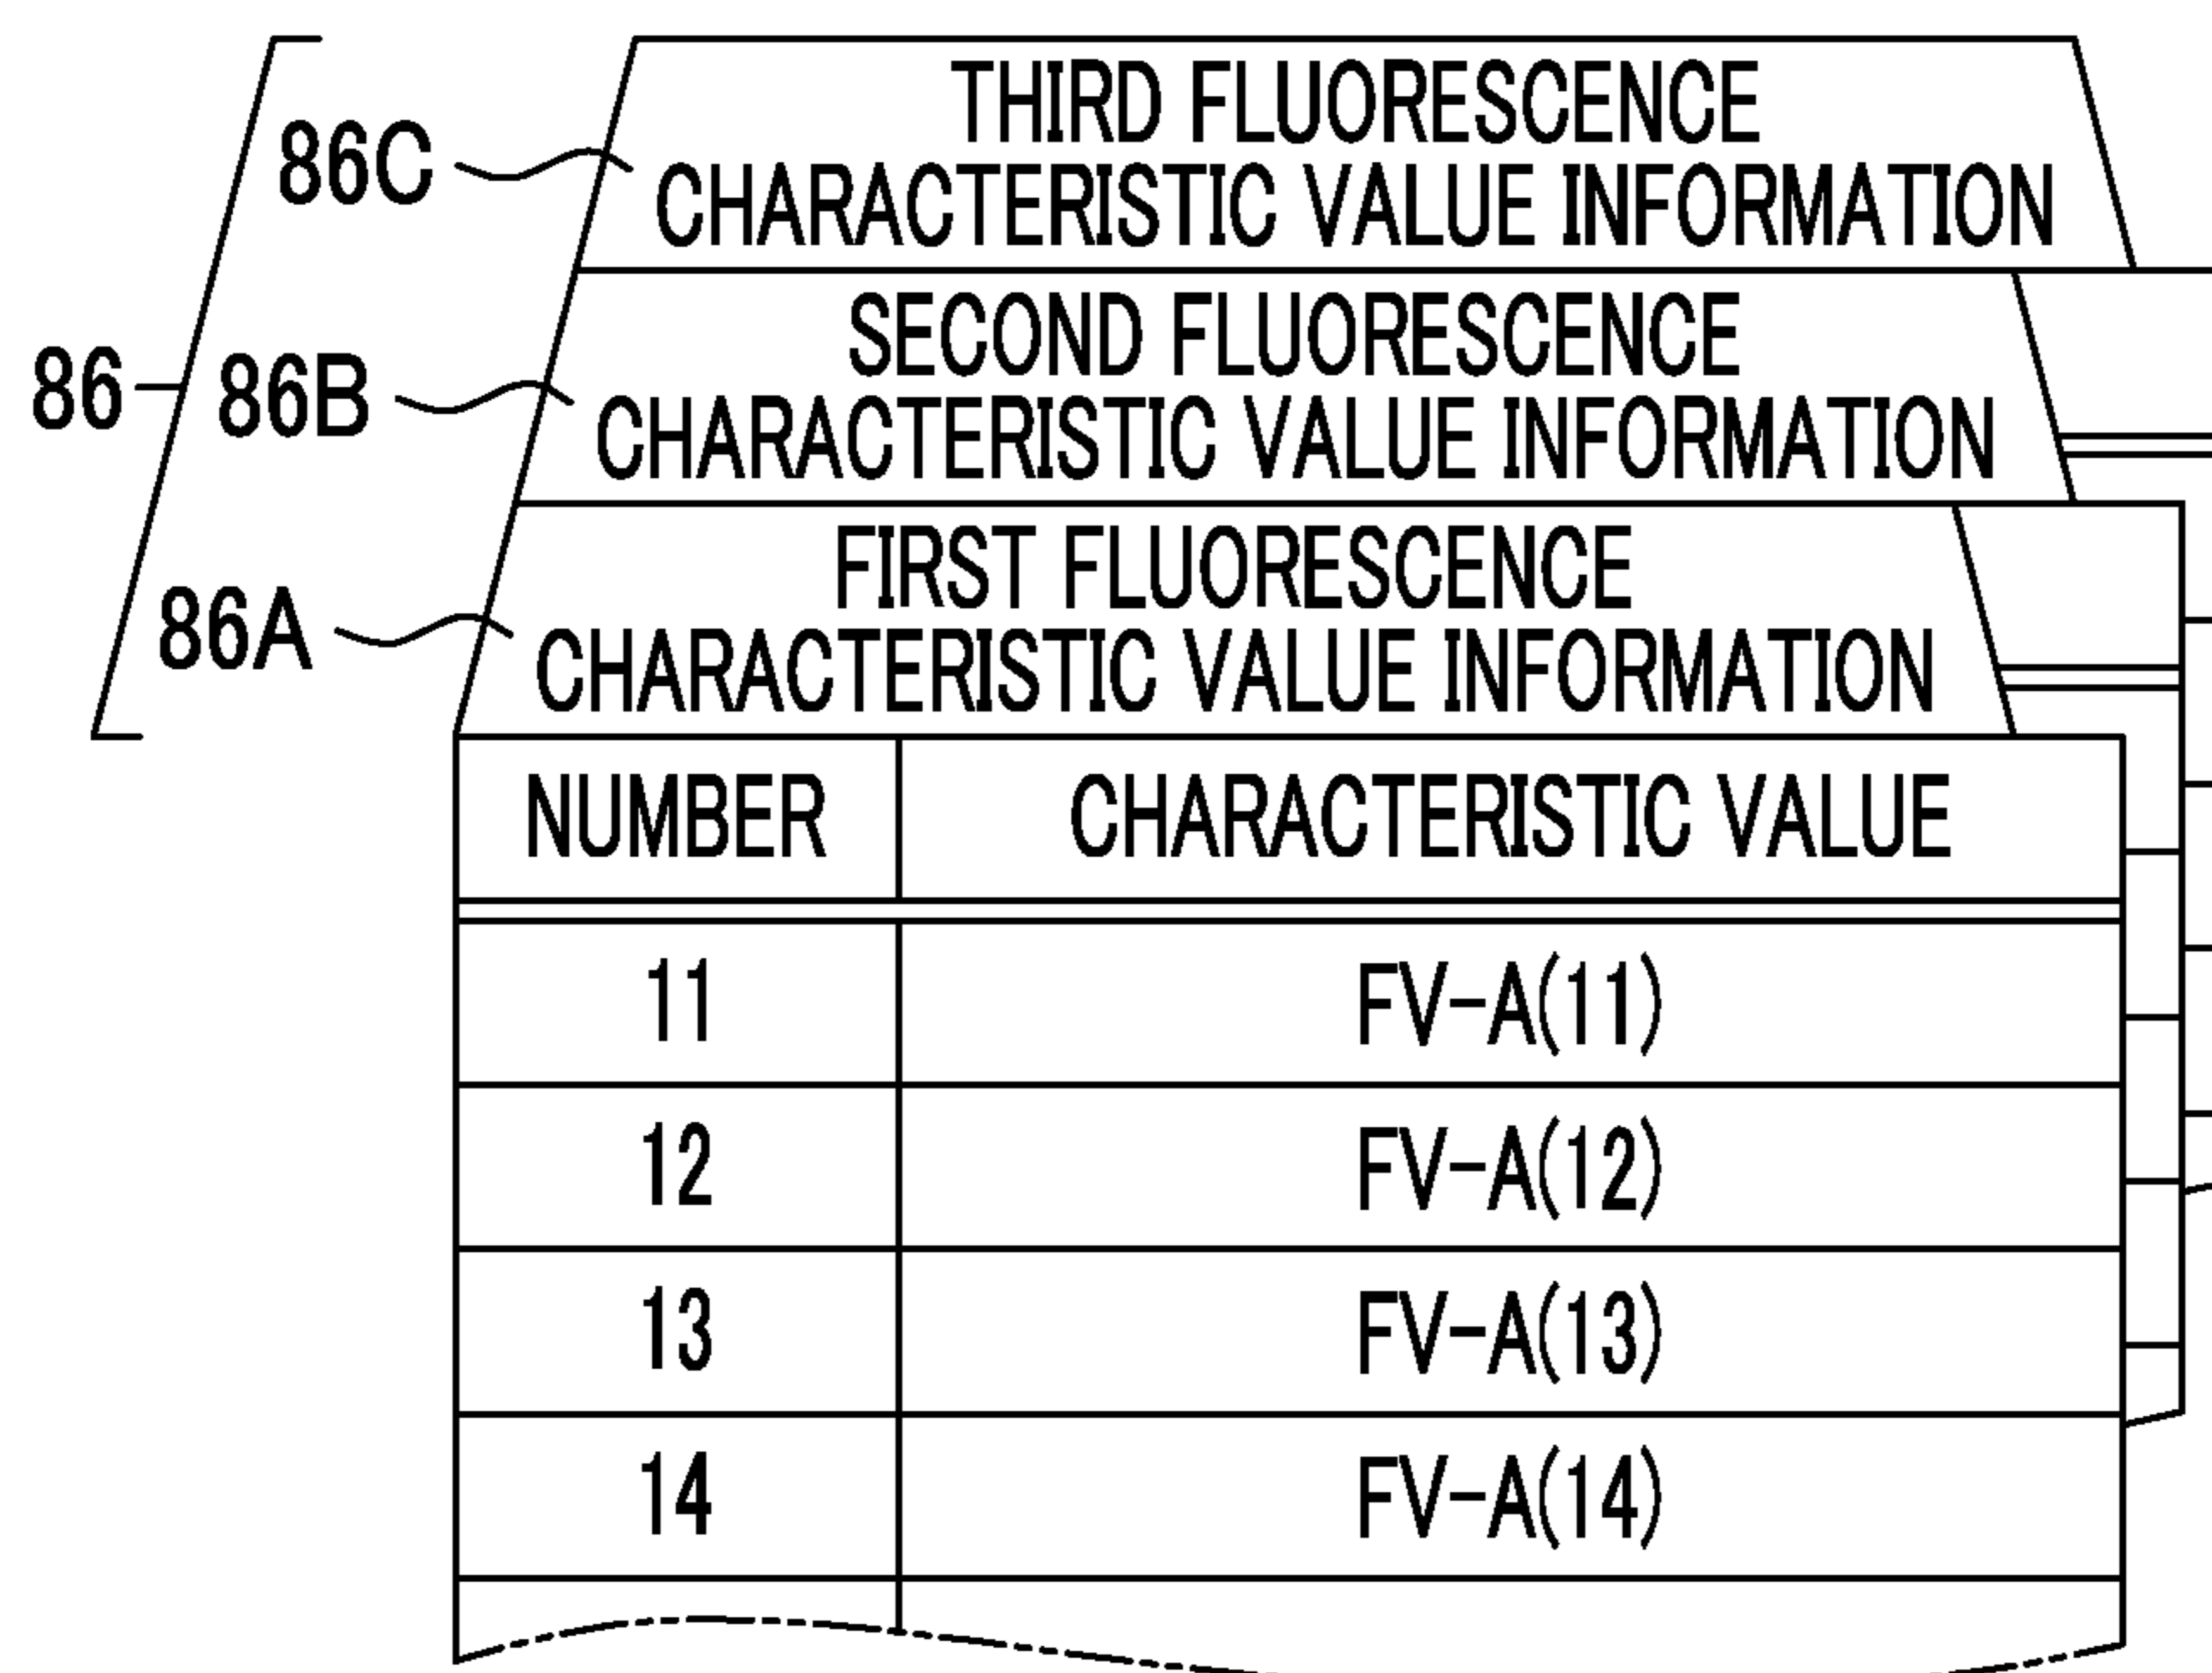 THIRD FLUORESCENCE
86C CHARACTERISTIC VALUE INFORMATION
SECOND FLUORESCENCE
86 86B CHARACTERISTIC VALUE INFORMATION
FIRST FLUORESCENCE
86A CHARACTERISTIC VALUE INFORMATION
NUMBER CHARACTERISTIC VALUE
11 FV-A(11)
12 FV-A(12)
13 FV-A(13)
14 FV-A(14)